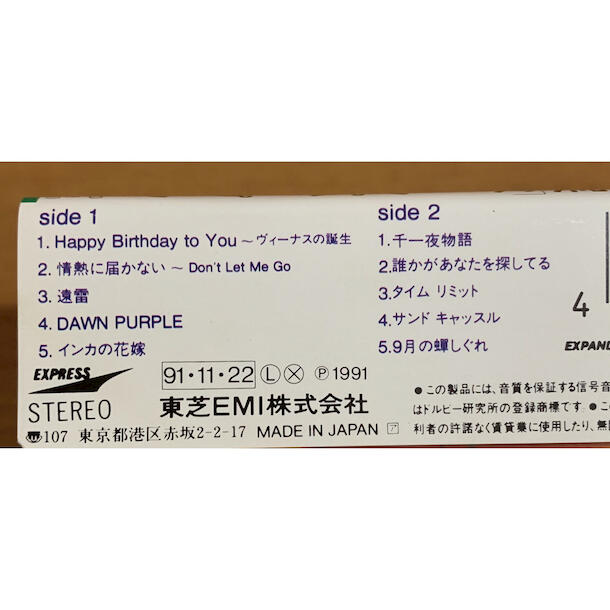 side 1
1. Happy Birthday to You ～ヴィーナスの誕生
2. 情熱に届かない ～ Don't Let Me Go
3. 遠雷
4. DAWN PURPLE
5. インカの花嫁
side 2
1.千一夜物語
2.誰かがあなたを探してる
3.タイム リミット
4.サンド キャッスル
5.9月の蟬しぐれ
4
EXPAND
EXPRESS
STEREO
91・11・22 Ⓛ Ⓧ Ⓟ1991
東芝EMI株式会社
〠107 東京都港区赤坂2-2-17 MADE IN JAPAN ア
●この製品には、音質を保証する信号音
はドルビー研究所の登録商標です。●こ
利者の許諾なく賃貸業に使用したり、無